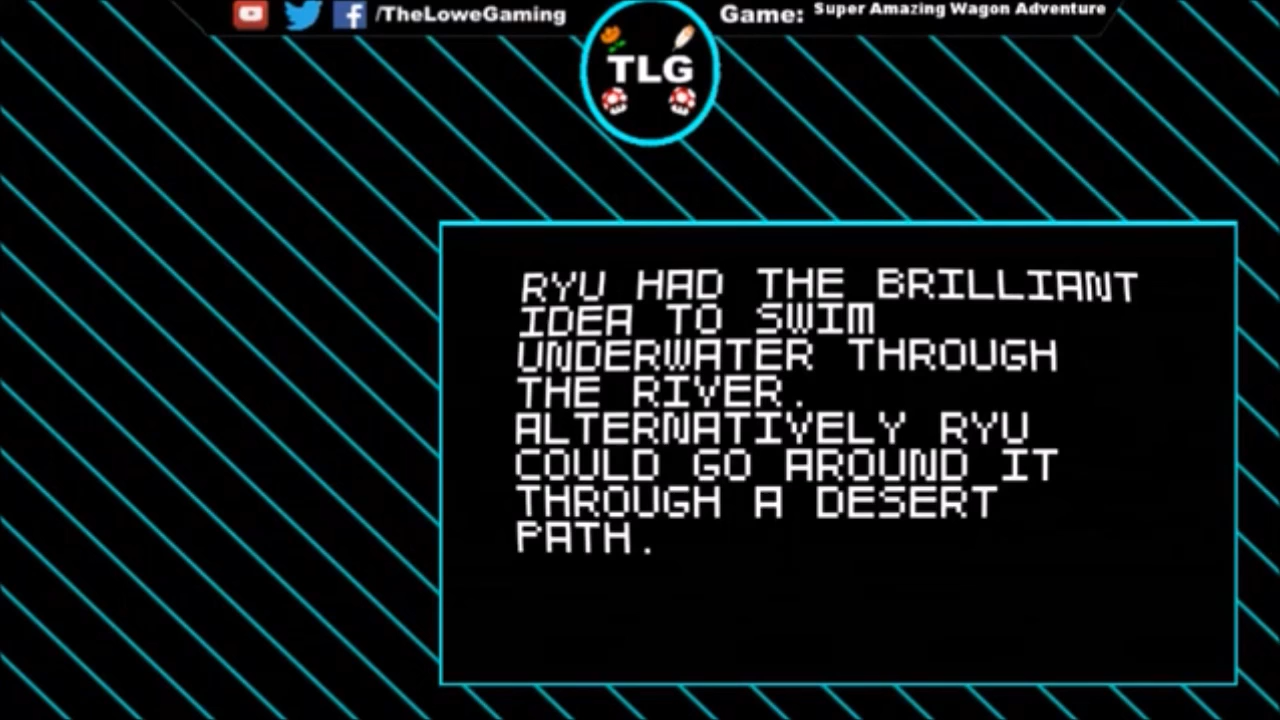 /TheLoweGaming
Game: Super Amazing Wagon Adventure
TLG
RYU HAD THE BRILLIANT
IDEA TO SWIM
UNDERWATER THROUGH
THE RIVER.
ALTERNATIVELY RYU
COULD GO AROUND IT
THROUGH A DESERT
PATH.